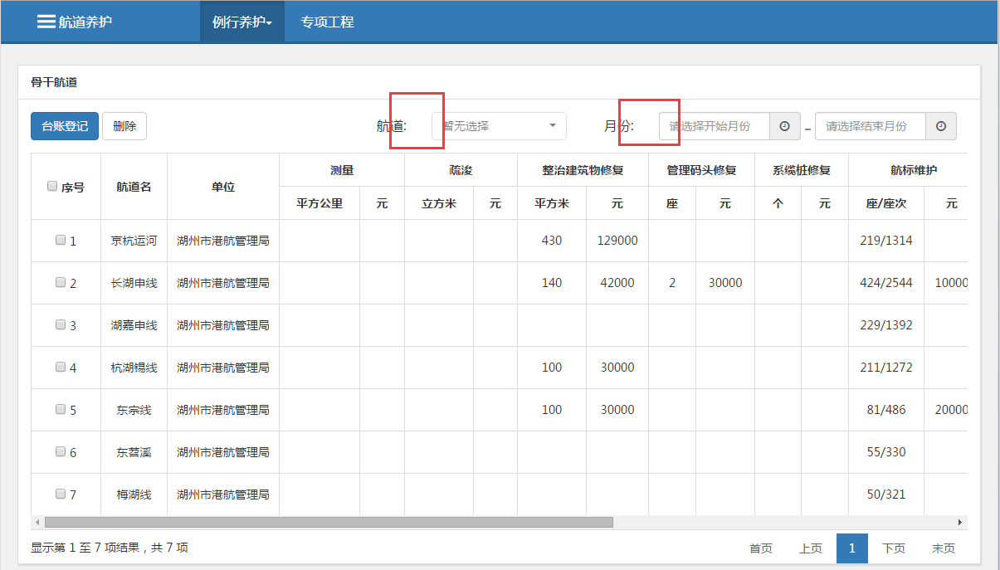 航道养护 例行养护 专项工程
骨干航道
台账登记 删除 航道: 暂无选择 月份: 请选择开始月份 – 请选择结束月份
序号 航道名 单位 测量 疏浚 整治建筑物修复 管理码头修复 系缆桩修复 航标维护
平方公里 元 立方米 元 平方米 元 座 元 个 元 座/座次 元
1 京杭运河 湖州市港航管理局 430 129000 219/1314
2 长湖申线 湖州市港航管理局 140 42000 2 30000 424/2544 10000
3 湖嘉申线 湖州市港航管理局 229/1392
4 杭湖锡线 湖州市港航管理局 100 30000 211/1272
5 东宗线 湖州市港航管理局 100 30000 81/486 20000
6 东苕溪 湖州市港航管理局 55/330
7 梅湖线 湖州市港航管理局 50/321
显示第 1 至 7 项结果，共 7 项 首页 上页 1 下页 末页